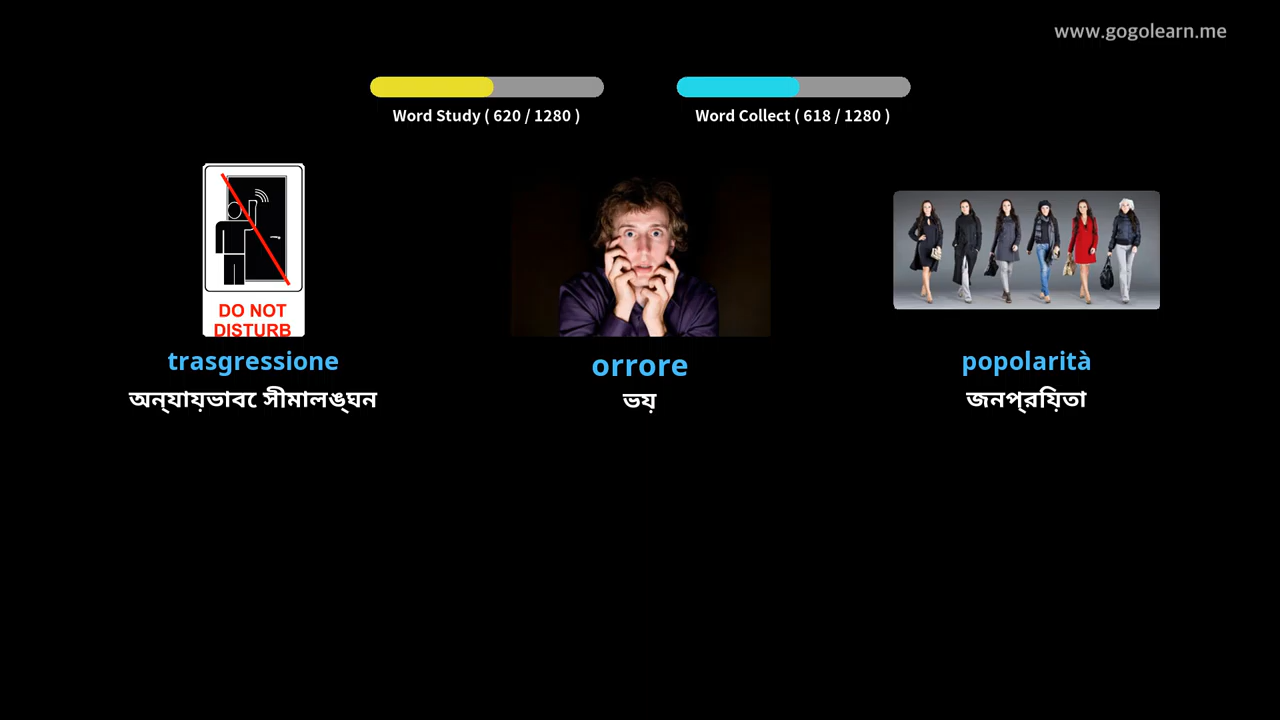 www.gogolearn.me
Word Study ( 620 / 1280 )
Word Collect ( 618 / 1280 )
DO NOT
DISTURB
trasgressione
orrore
popolarità
অন্যায়ভাবে সীমালঙ্ঘন
ভয়
জনপ্রিয়তা